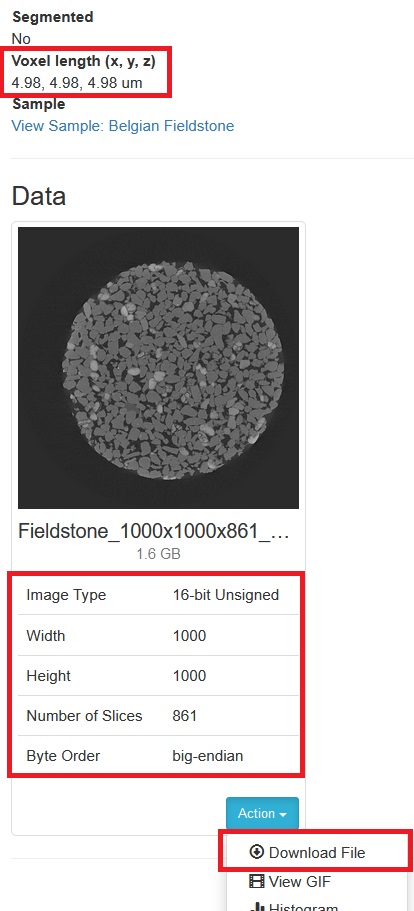 Segmented
No
Voxel length (x, y, z)
4.98, 4.98, 4.98 um
Sample
View Sample: Belgian Fieldstone
Data
Fieldstone_1000x1000x861_...
1.6 GB
Image Type 16-bit Unsigned
Width 1000
Height 1000
Number of Slices 861
Byte Order big-endian
Action
Download File
View GIF
Histogram